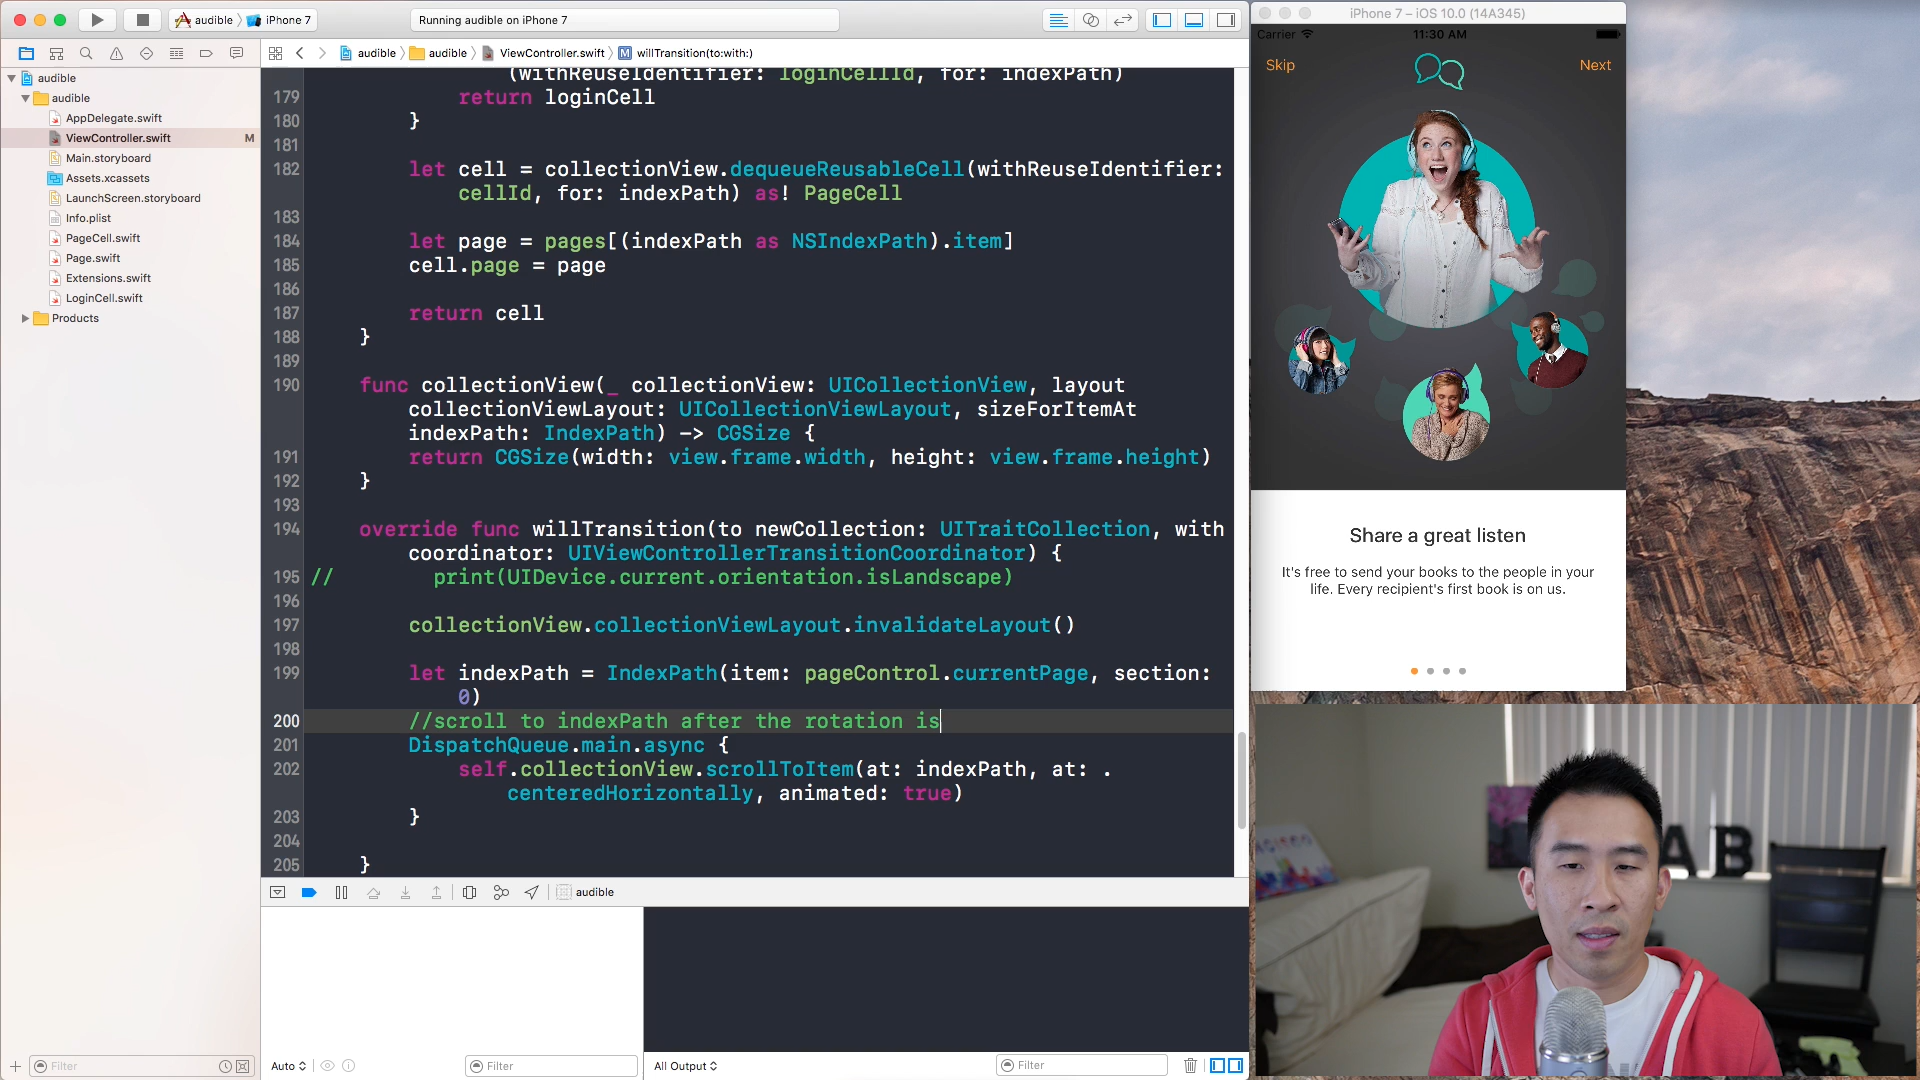 audible
iPhone 7
Running audible on iPhone 7
iPhone 7 – iOS 10.0 (14A345)
audible
audible
ViewController.swift
willTransition(to:with:)
audible
audible
AppDelegate.swift
ViewController.swift
M
Main.storyboard
Assets.xcassets
LaunchScreen.storyboard
Info.plist
PageCell.swift
Page.swift
Extensions.swift
LoginCell.swift
Products
(withReuseIdentifier: loginCellId, for: indexPath)
179 return loginCell
180 }
181
182 let cell = collectionView.dequeueReusableCell(withReuseIdentifier:
cellId, for: indexPath) as! PageCell
183
184 let page = pages[(indexPath as NSIndexPath).item]
185 cell.page = page
186
187 return cell
188 }
189
190 func collectionView(_ collectionView: UICollectionView, layout
collectionViewLayout: UICollectionViewLayout, sizeForItemAt
indexPath: IndexPath) -> CGSize {
191 return CGSize(width: view.frame.width, height: view.frame.height)
192 }
193
194 override func willTransition(to newCollection: UITraitCollection, with
coordinator: UIViewControllerTransitionCoordinator) {
195 // print(UIDevice.current.orientation.isLandscape)
196
197 collectionView.collectionViewLayout.invalidateLayout()
198
199 let indexPath = IndexPath(item: pageControl.currentPage, section:
0)
200 //scroll to indexPath after the rotation is
201 DispatchQueue.main.async {
202 self.collectionView.scrollToItem(at: indexPath, at: .
centeredHorizontally, animated: true)
203 }
204
205 }
audible
Filter
Auto
Filter
All Output
Filter
Carrier
11:30 AM
Skip
Next
Share a great listen
It's free to send your books to the people in your
life. Every recipient's first book is on us.
AB